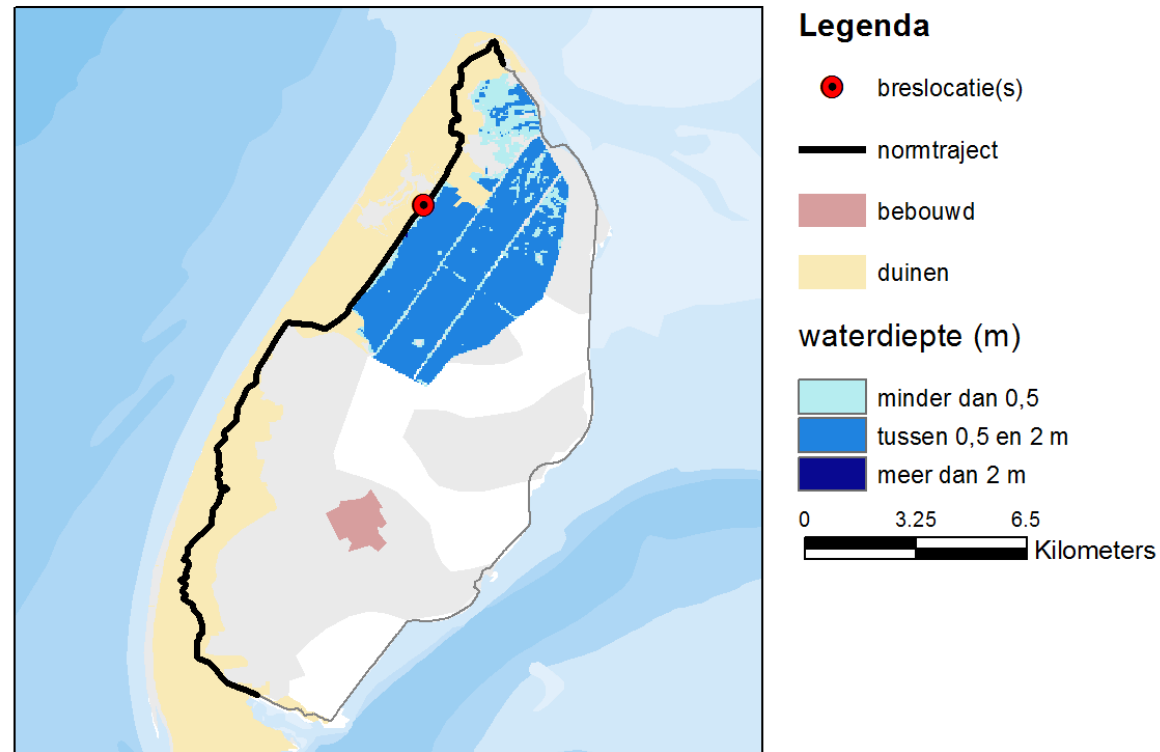 Legenda
breslocatie(s)
normtraject
bebouwd
duinen
waterdiepte (m)
minder dan 0,5
tussen 0,5 en 2 m
meer dan 2 m
0 3.25 6.5
Kilometers